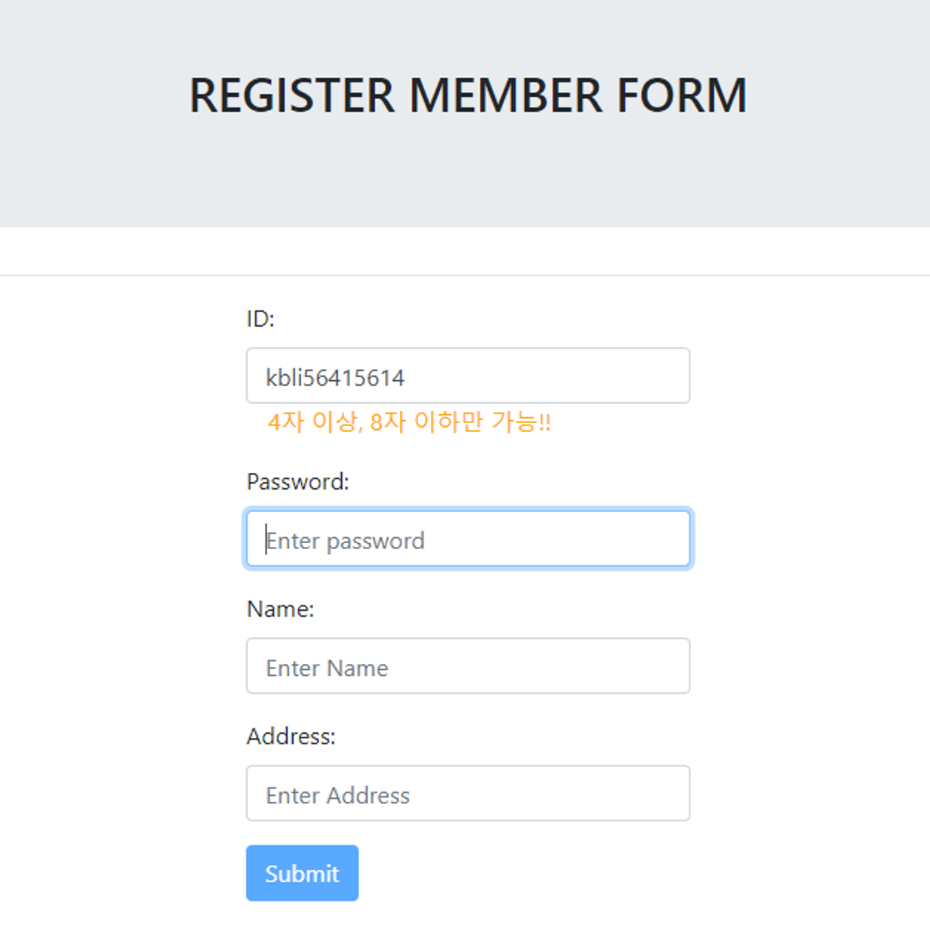 REGISTER MEMBER FORM
ID:
kbli56415614
4자 이상, 8자 이하만 가능!!
Password:
Enter password
Name:
Enter Name
Address:
Enter Address
Submit